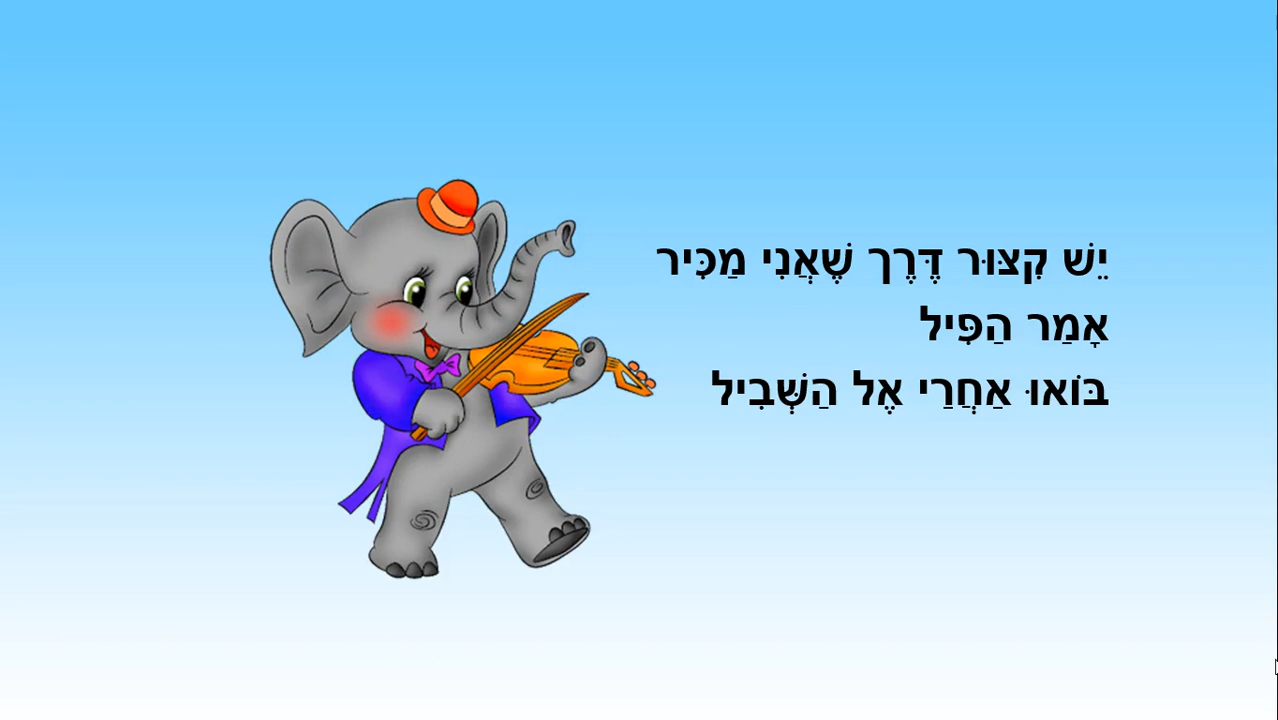 יֵשׁ קִצּוּר דֶּרֶך שֶׁאֲנִי מַכִּיר
אָמַר הַפִּיל
בּוֹאוּ אַחֲרַי אֶל הַשְּׁבִיל